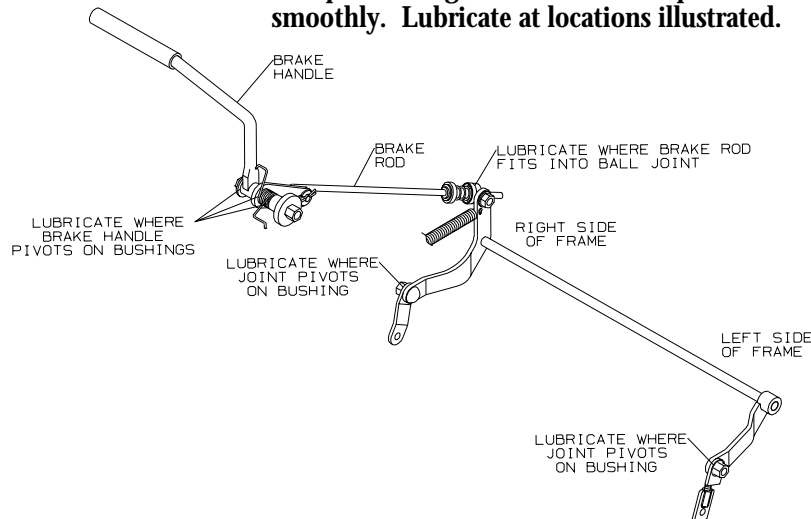 smoothly. Lubricate at locations illustrated.
BRAKE
HANDLE
BRAKE
ROD
LUBRICATE WHERE BRAKE ROD
FITS INTO BALL JOINT
LUBRICATE WHERE
BRAKE HANDLE
PIVOTS ON BUSHINGS
RIGHT SIDE
OF FRAME
LUBRICATE WHERE
JOINT PIVOTS
ON BUSHING
LEFT SIDE
OF FRAME
LUBRICATE WHERE
JOINT PIVOTS
ON BUSHING